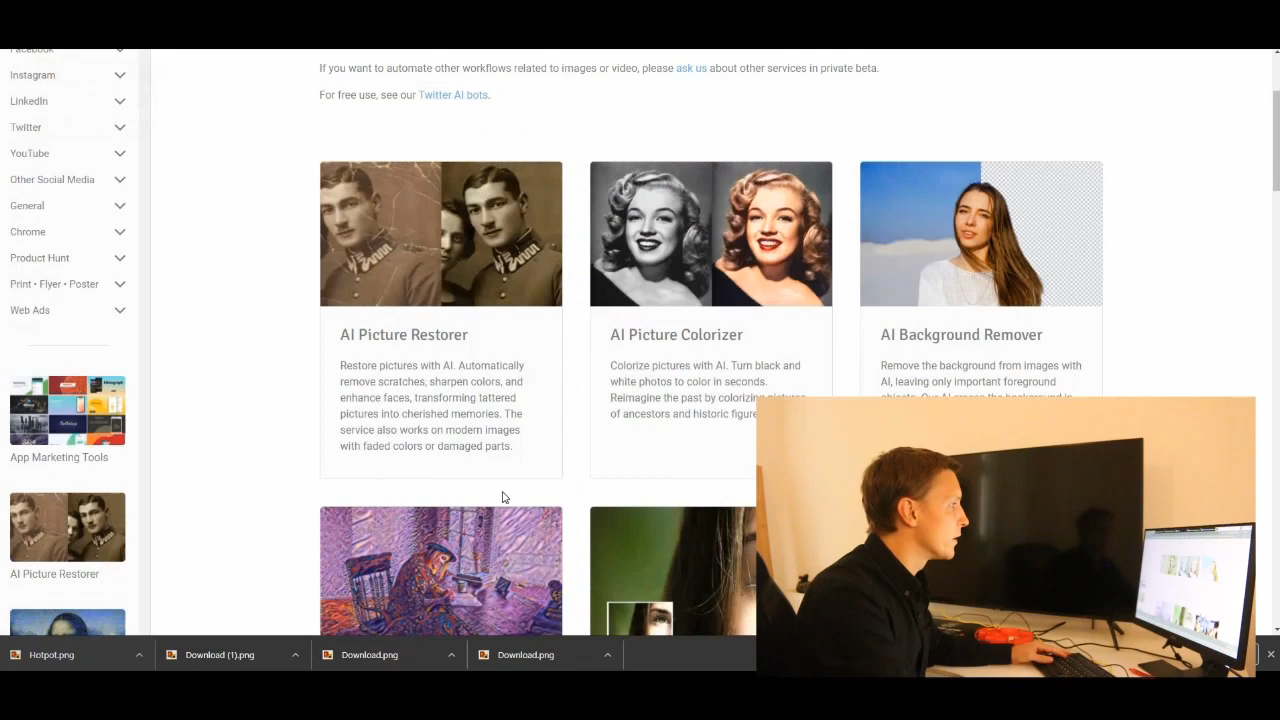 Facebook
Instagram
LinkedIn
Twitter
YouTube
Other Social Media
General
Chrome
Product Hunt
Print • Flyer • Poster
Web Ads
App Marketing Tools
AI Picture Restorer
If you want to automate other workflows related to images or video, please ask us about other services in private beta.
For free use, see our Twitter AI bots.
AI Picture Restorer
Restore pictures with AI. Automatically
remove scratches, sharpen colors, and
enhance faces, transforming tattered
pictures into cherished memories. The
service also works on modern images
with faded colors or damaged parts.
AI Picture Colorizer
Colorize pictures with AI. Turn black and
white photos to color in seconds.
Reimagine the past by colorizing pictures
of ancestors and historic figure
AI Background Remover
Remove the background from images with
AI, leaving only important foreground
Hotpot.png
Download (1).png
Download.png
Download.png